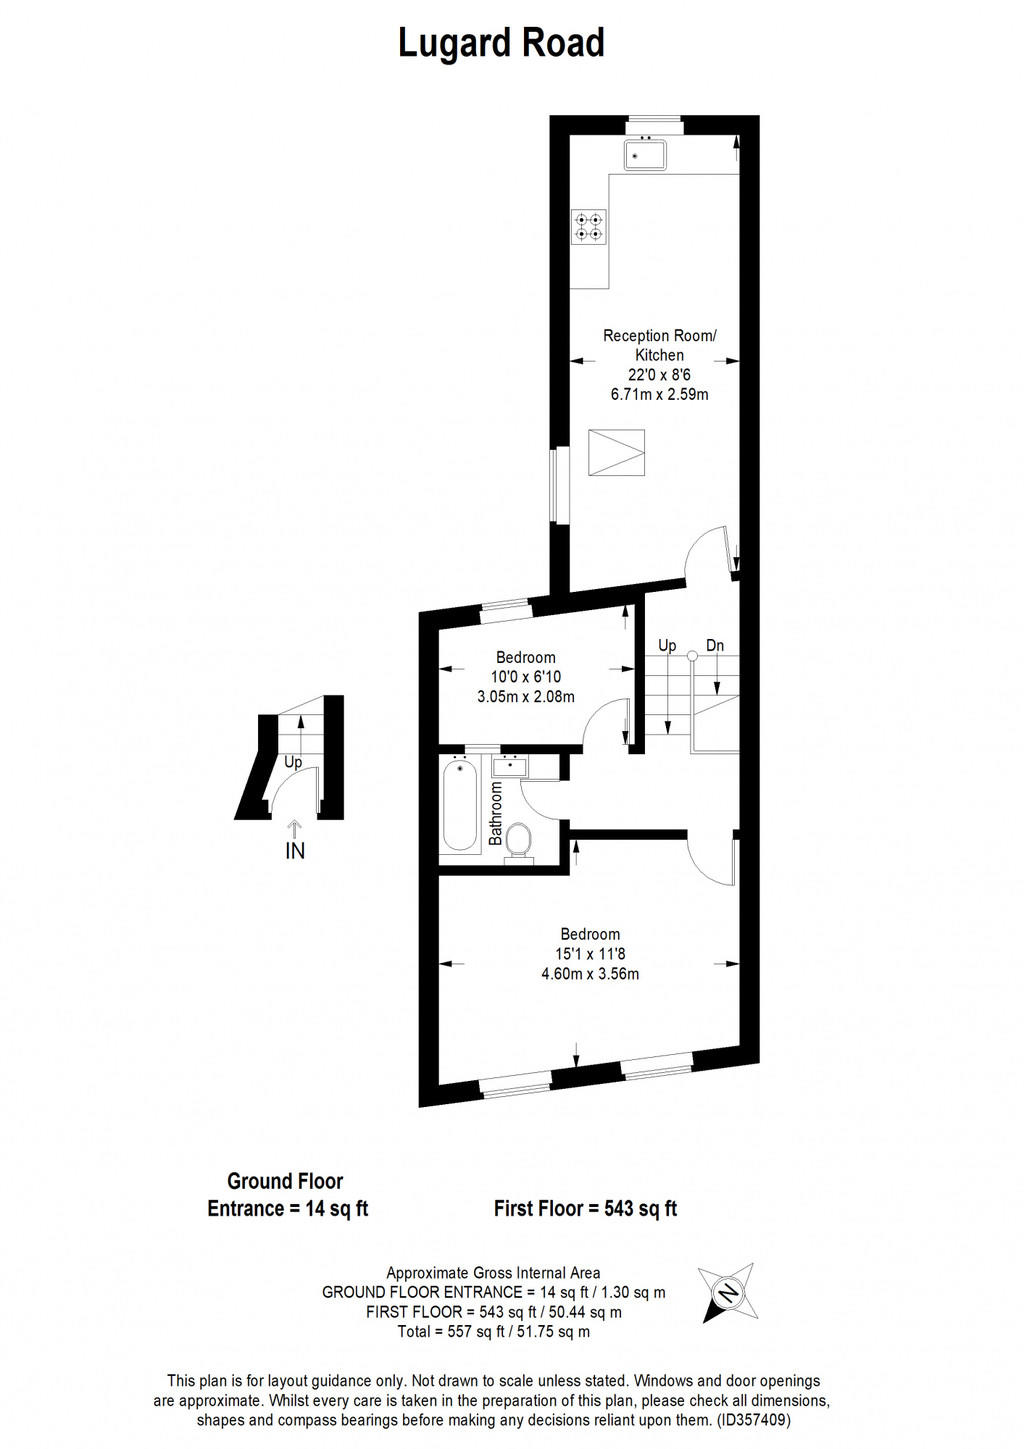 Lugard Road
Reception Room/
Kitchen
22'0 x 8'6
6.71m x 2.59m
Up
Dn
Bedroom
10'0 x 6'10
3.05m x 2.08m
Up
IN
Bathroom
Bedroom
15'1 x 11'8
4.60m x 3.56m
Ground Floor
Entrance = 14 sq ft
First Floor = 543 sq ft
Approximate Gross Internal Area
GROUND FLOOR ENTRANCE = 14 sq ft / 1.30 sq m
FIRST FLOOR = 543 sq ft / 50.44 sq m
Total = 557 sq ft / 51.75 sq m
N
This plan is for layout guidance only. Not drawn to scale unless stated. Windows and door openings
are approximate. Whilst every care is taken in the preparation of this plan, please check all dimensions,
shapes and compass bearings before making any decisions reliant upon them. (ID357409)